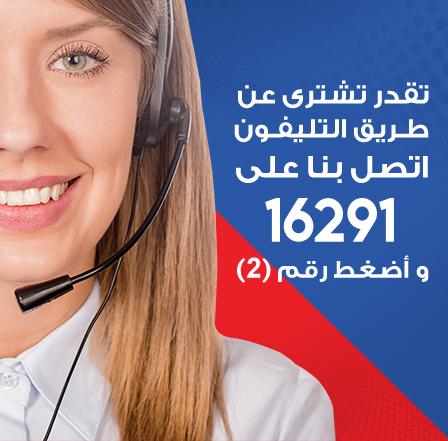 تقدر تشترى عن
طريق التليفون
اتصل بنا على
16291
و أضغط رقم (2)